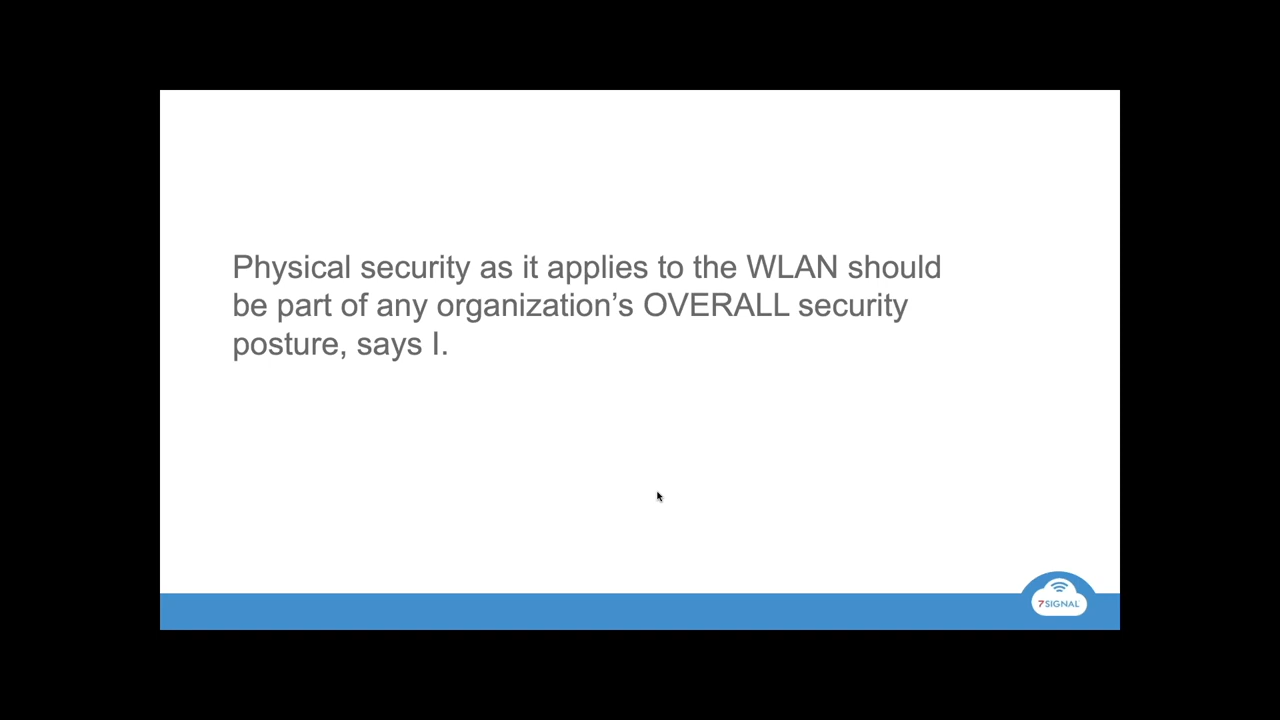 Physical security as it applies to the WLAN should
be part of any organization’s OVERALL security
posture, says I.
7SIGNAL